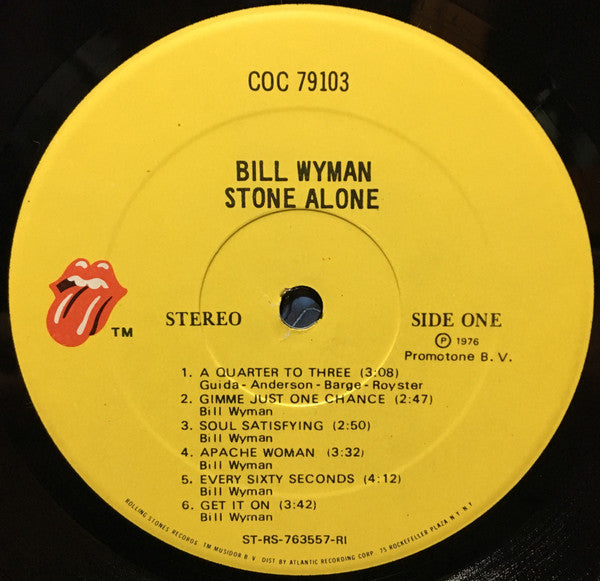 COC 79103
BILL WYMAN
STONE ALONE
TM
STEREO
SIDE ONE
℗ 1976
Promotone B. V.
1. A QUARTER TO THREE (3:08)
Guida - Anderson - Barge - Royster
2. GIMME JUST ONE CHANCE (2:47)
Bill Wyman
3. SOUL SATISFYING (2:50)
Bill Wyman
4. APACHE WOMAN (3:32)
Bill Wyman
5. EVERY SIXTY SECONDS (4:12)
Bill Wyman
6. GET IT ON (3:42)
Bill Wyman
ST-RS-763557-RI
ROLLING STONES RECORDS. TM MUSIDOR B. V. DIST BY ATLANTIC RECORDING CORP. 75 ROCKEFELLER PLAZA N.Y. N.Y.